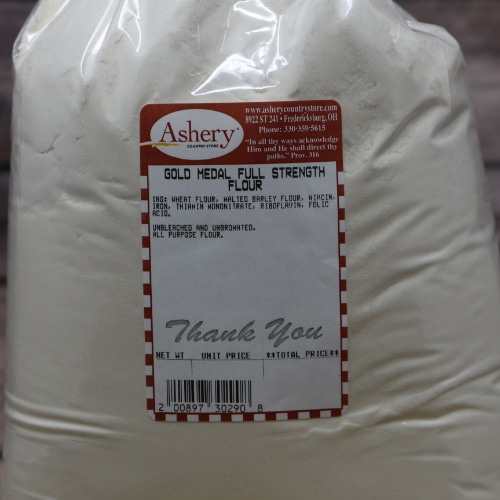 www.asherycountrystore.com
8922 ST 241 • Fredericksburg, OH
Phone: 330-359-5615
"In all thy ways acknowledge
Him and He shall direct thy
paths." Prov. 316
Ashery
COUNTRY STORE
GOLD MEDAL FULL STRENGTH
FLOUR
ING: WHEAT FLOUR, MALTED BARLEY FLOUR, NIACIN,
IRON, THIAMIN MONONITRATE, RIBOFLAVIN, FOLIC
ACID.
UNBLEACHED AND UNBROMATED.
ALL PURPOSE FLOUR.
Thank You
NET WT UNIT PRICE **TOTAL PRICE**
2 00897 30290 8